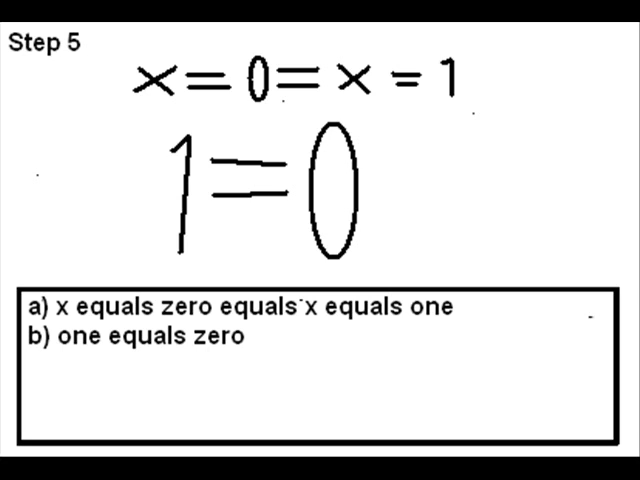 Step 5
x = 0 = x = 1
1 = 0
a) x equals zero equals x equals one
b) one equals zero